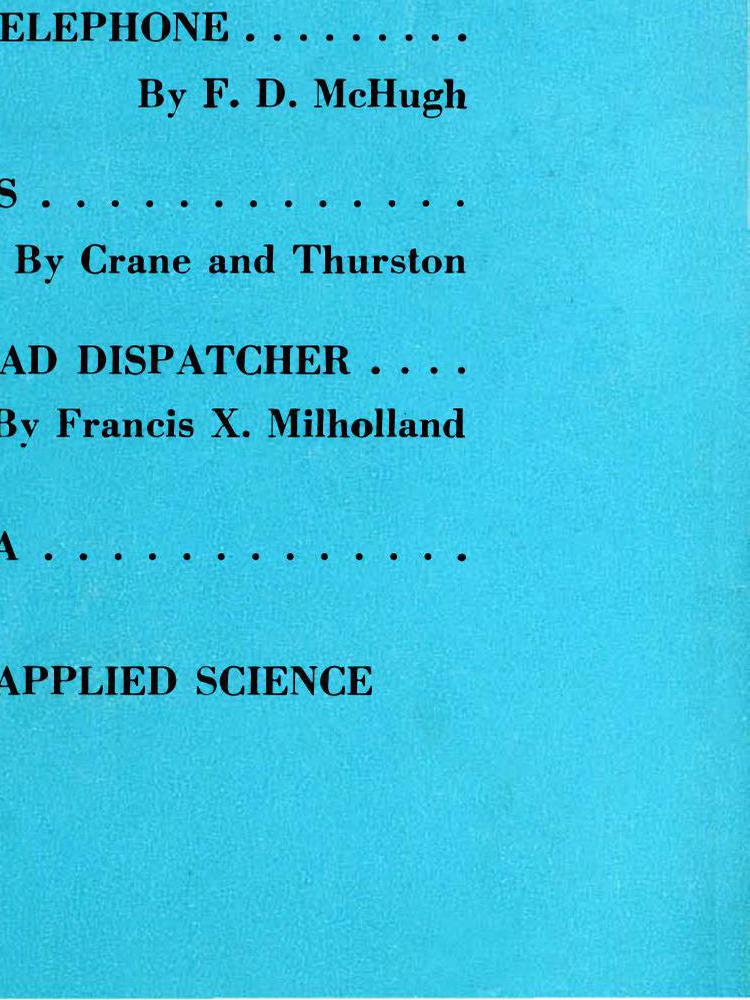 ELEPHONE . . . . . . . . .
By F. D. McHugh
S . . . . . . . . . . . . .
By Crane and Thurston
AD DISPATCHER . . . .
By Francis X. Milholland
A . . . . . . . . . . . . .
APPLIED SCIENCE